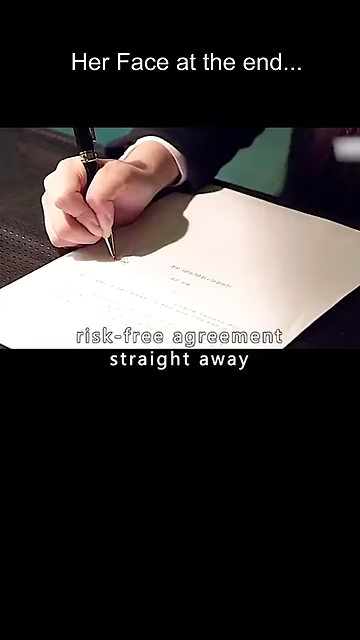 Her Face at the end...
risk-free agreement
straight away